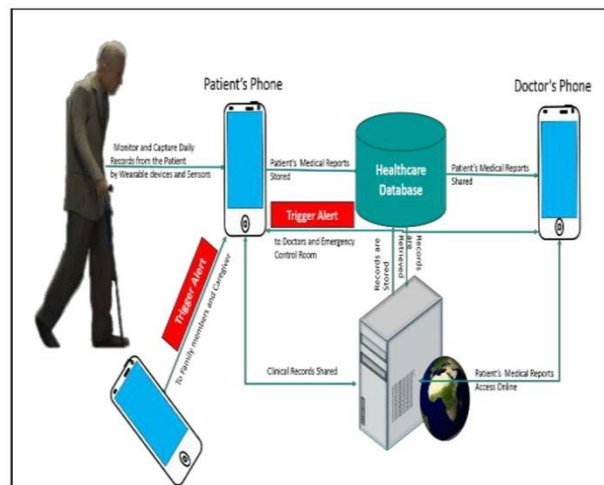 Patient's Phone
Doctor's Phone
Monitor and Capture Daily
Records from the Patient
by Wearable devices and Sensors
Patient's Medical Reports
Stored
Healthcare
Database
Patient's Medical Reports
Shared
Trigger Alert
to Doctors and Emergency
Control Room
Records are
Stored
Records
are
Retrieved
Trigger Alert
To Family members and Caregiver
Clinical Records Shared
Patient's Medical Reports
Access Online